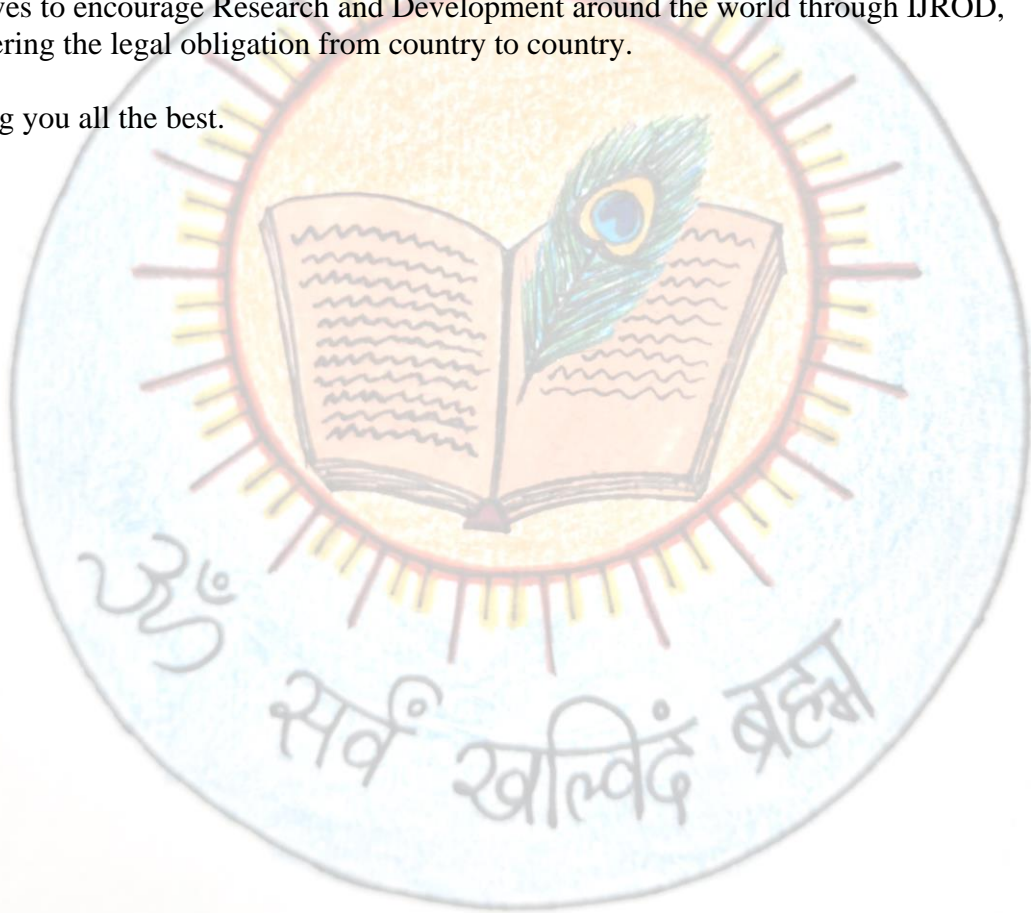 ves to encourage Research and Development around the world through IJROD,
ering the legal obligation from country to country.
g you all the best.
ॐ सर्वं खल्विदं ब्रह्म